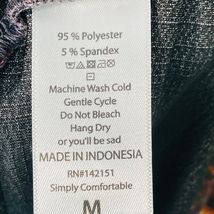 95 % Polyester
5 % Spandex
Machine Wash Cold
Gentle Cycle
Do Not Bleach
Hang Dry
or you'll be sad
MADE IN INDONESIA
RN#142151
Simply Comfortable
M